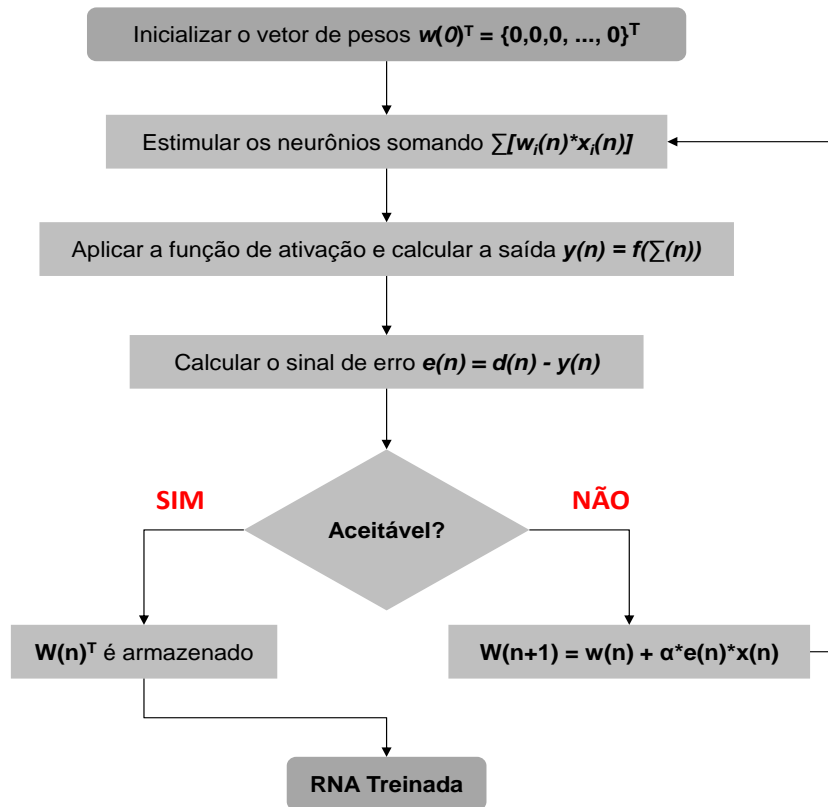 Inicializar o vetor de pesos w(0)ᵀ = {0,0,0, ..., 0}ᵀ
Estimular os neurônios somando ∑[wᵢ(n)*xᵢ(n)]
Aplicar a função de ativação e calcular a saída y(n) = f(∑(n))
Calcular o sinal de erro e(n) = d(n) - y(n)
SIM
NÃO
Aceitável?
W(n)ᵀ é armazenado
W(n+1) = w(n) + α*e(n)*x(n)
RNA Treinada